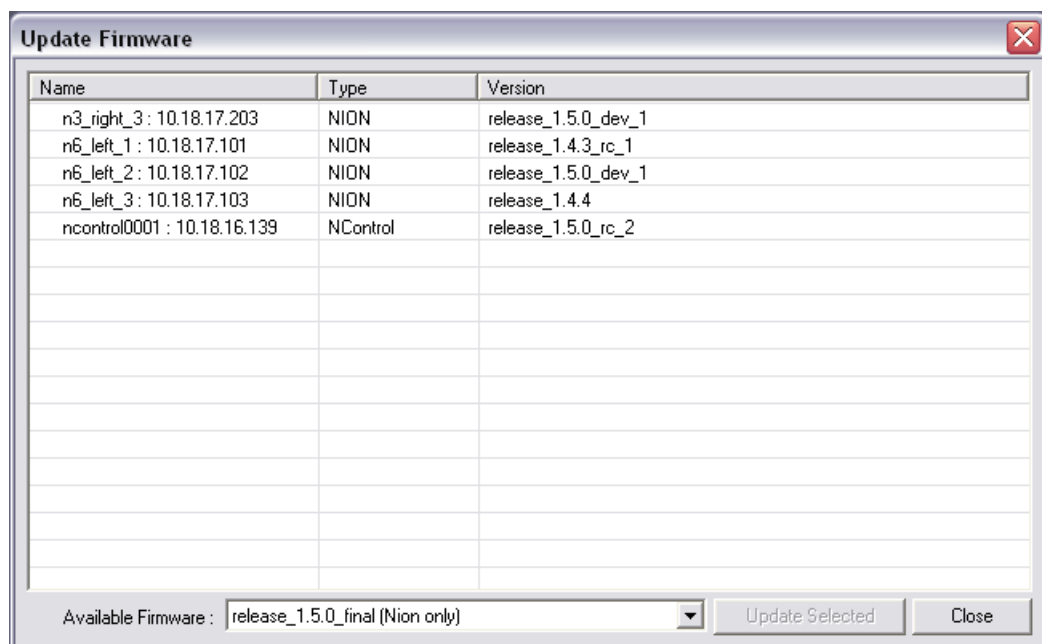 Update Firmware
Name Type Version
n3_right_3 : 10.18.17.203 NION release_1.5.0_dev_1
n6_left_1 : 10.18.17.101 NION release_1.4.3_rc_1
n6_left_2 : 10.18.17.102 NION release_1.5.0_dev_1
n6_left_3 : 10.18.17.103 NION release_1.4.4
ncontrol0001 : 10.18.16.139 NControl release_1.5.0_rc_2
Available Firmware : release_1.5.0_final (Nion only) Update Selected Close